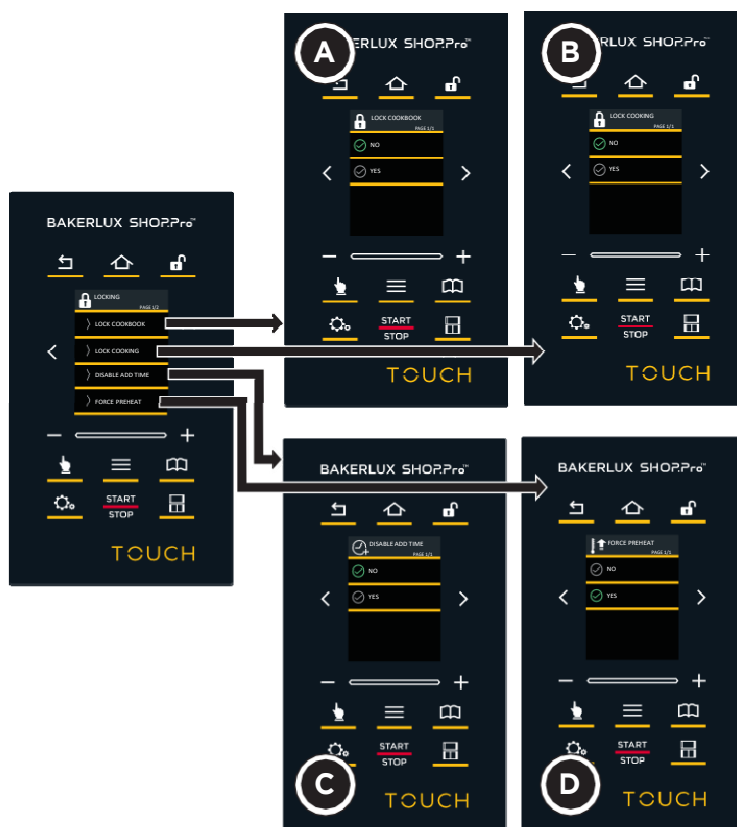 BAKERLUX SHOP.Pro™
LOCKING
PAGE 1/2
LOCK COOKBOOK
LOCK COOKING
DISABLE ADD TIME
FORCE PREHEAT
START
STOP
TOUCH
A
ERLUX SHOP.Pro™
LOCK COOKBOOK
PAGE 1/1
NO
YES
START
STOP
TOUCH
B
RLUX SHOP.Pro™
LOCK COOKING
PAGE 1/1
NO
YES
START
STOP
TOUCH
BAKERLUX SHOP.Pro™
DISABLE ADD TIME
PAGE 1/1
NO
YES
START
STOP
C
TOUCH
BAKERLUX SHOP.Pro™
FORCE PREHEAT
PAGE 1/1
NO
YES
START
STOP
D
TOUCH